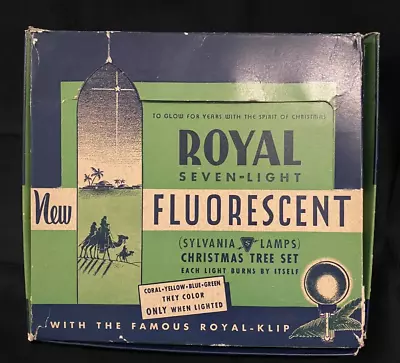 TO GLOW FOR YEARS WITH THE SPIRIT OF CHRISTMAS
ROYAL
SEVEN-LIGHT
New FLUORESCENT
(SYLVANIA S LAMPS)
CHRISTMAS TREE SET
EACH LIGHT BURNS BY ITSELF
CORAL-YELLOW-BLUE-GREEN
THEY COLOR
ONLY WHEN LIGHTED
WITH THE FAMOUS ROYAL-KLIP